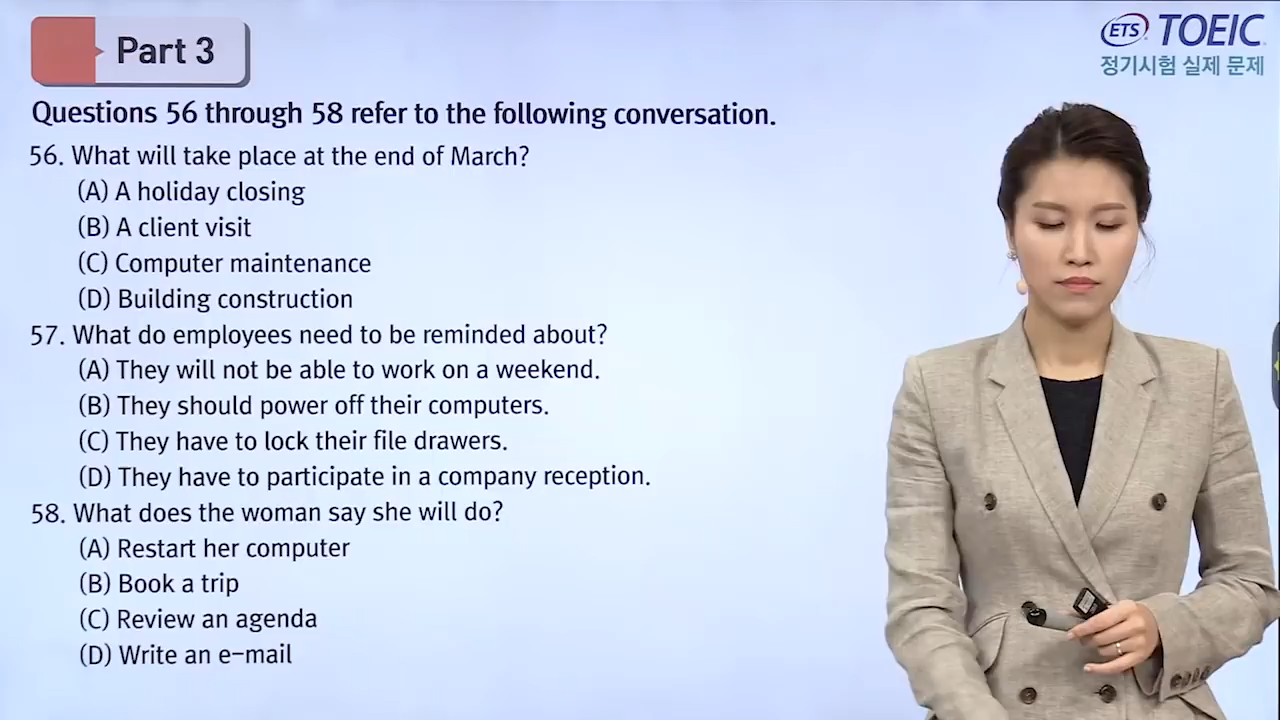 Part 3
ETS TOEIC
정기시험 실제 문제
Questions 56 through 58 refer to the following conversation.
56. What will take place at the end of March?
(A) A holiday closing
(B) A client visit
(C) Computer maintenance
(D) Building construction
57. What do employees need to be reminded about?
(A) They will not be able to work on a weekend.
(B) They should power off their computers.
(C) They have to lock their file drawers.
(D) They have to participate in a company reception.
58. What does the woman say she will do?
(A) Restart her computer
(B) Book a trip
(C) Review an agenda
(D) Write an e-mail